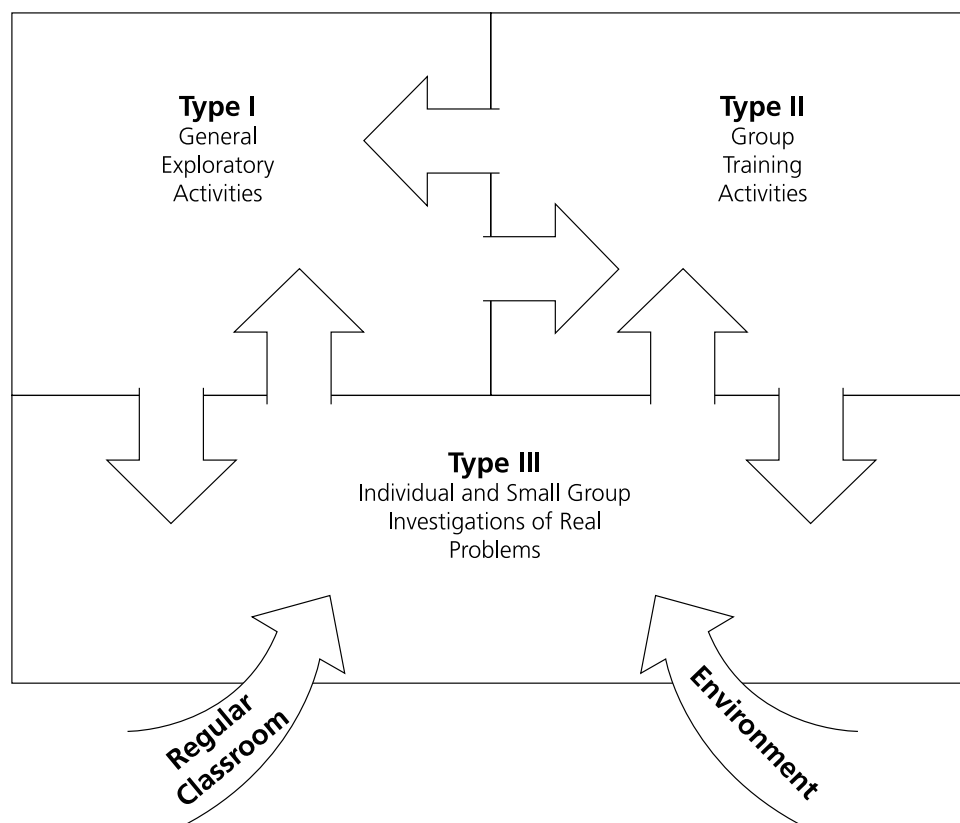 Type I
General
Exploratory
Activities
Type II
Group
Training
Activities
Type III
Individual and Small Group
Investigations of Real
Problems
Regular
Classroom
Environment